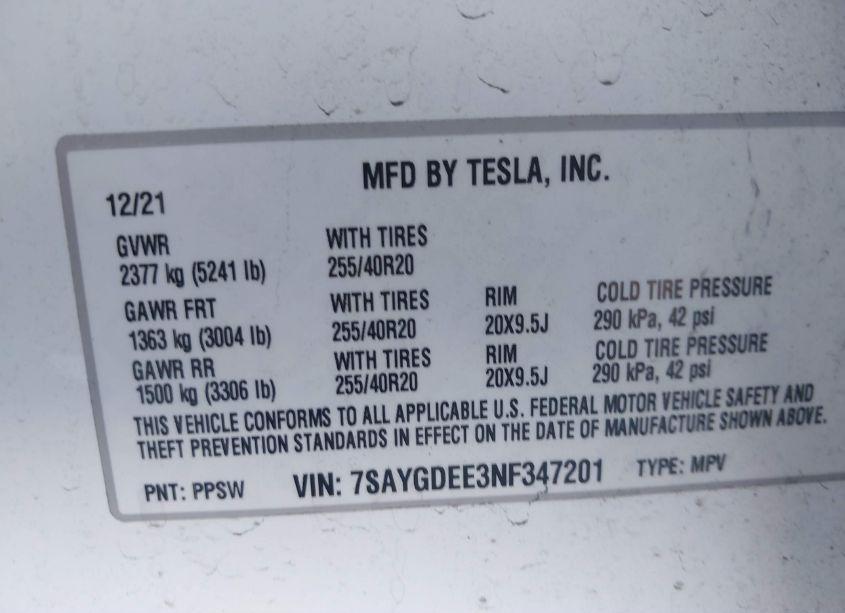 MFD BY TESLA, INC.
12/21
GVWR WITH TIRES
2377 kg (5241 lb) 255/40R20
GAWR FRT WITH TIRES RIM COLD TIRE PRESSURE
1363 kg (3004 lb) 255/40R20 20X9.5J 290 kPa, 42 psi
GAWR RR WITH TIRES RIM COLD TIRE PRESSURE
1500 kg (3306 lb) 255/40R20 20X9.5J 290 kPa, 42 psi
THIS VEHICLE CONFORMS TO ALL APPLICABLE U.S. FEDERAL MOTOR VEHICLE SAFETY AND
THEFT PREVENTION STANDARDS IN EFFECT ON THE DATE OF MANUFACTURE SHOWN ABOVE.
PNT: PPSW VIN: 7SAYGDEE3NF347201 TYPE: MPV